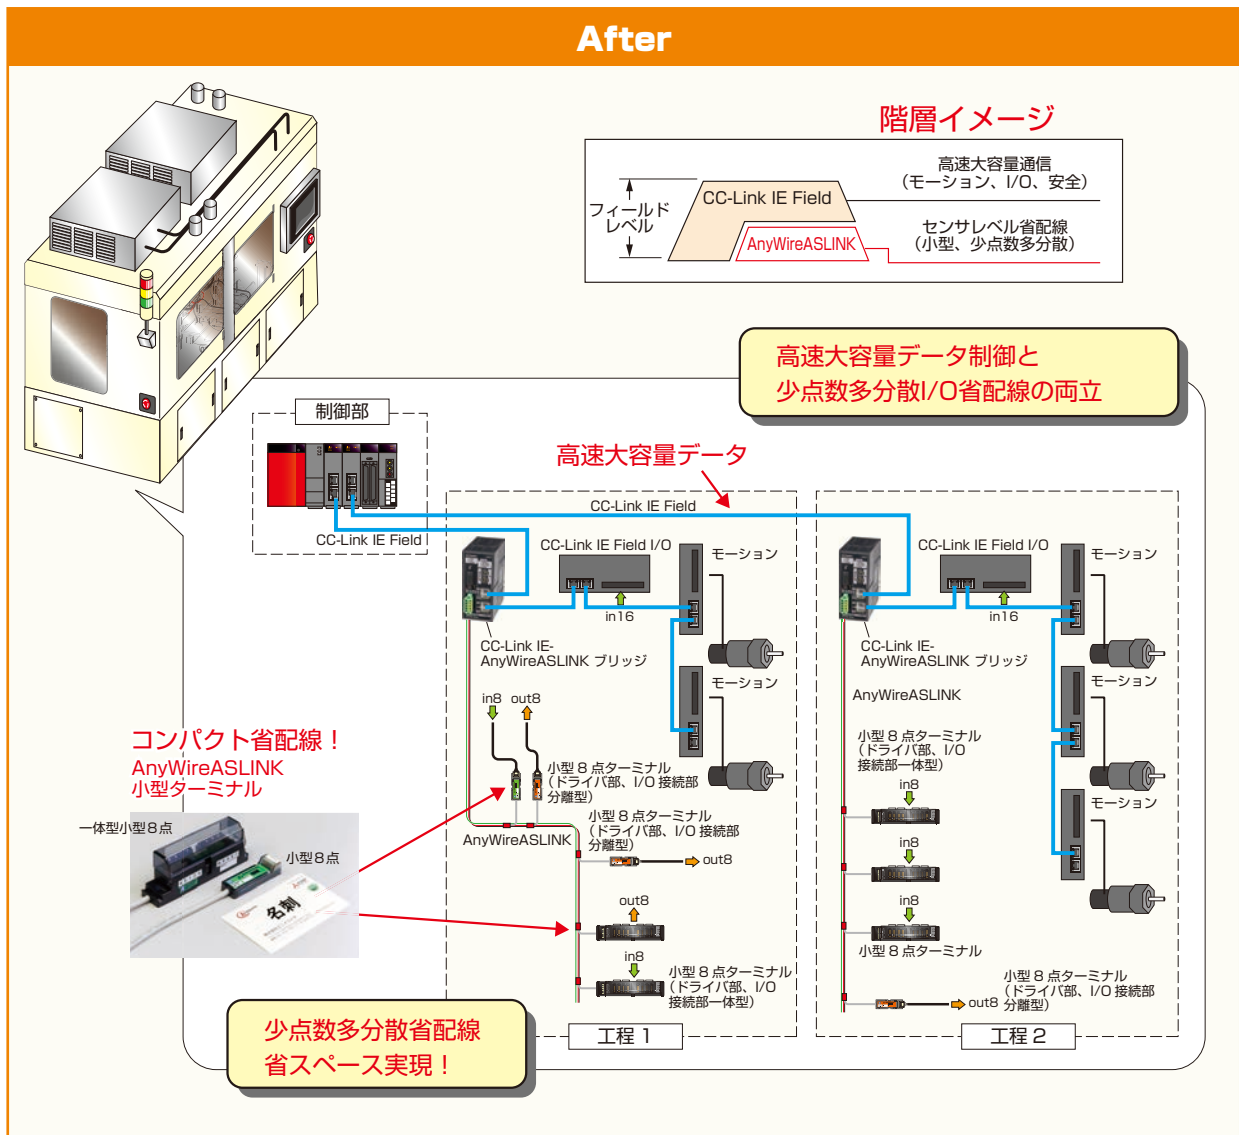 After
階層イメージ
フィールド
レベル
CC-Link IE Field
AnyWireASLINK
高速大容量通信
（モーション、I/O、安全）
センサレベル省配線
（小型、少点数多分散）
高速大容量データ制御と
少点数多分散I/O省配線の両立
制御部
CC-Link IE Field
高速大容量データ
CC-Link IE Field
CC-Link IE Field I/O
モーション
in16
CC-Link IE-
AnyWireASLINK ブリッジ
モーション
in8
out8
小型 8 点ターミナル
（ドライバ部、I/O 接続部
分離型）
小型 8 点ターミナル
（ドライバ部、I/O 接続部
分離型）
AnyWireASLINK
out8
out8
in8
小型 8 点ターミナル
（ドライバ部、I/O
接続部一体型）
工程 1
CC-Link IE Field I/O
モーション
in16
CC-Link IE-
AnyWireASLINK ブリッジ
モーション
AnyWireASLINK
小型 8 点ターミナル
（ドライバ部、I/O
接続部一体型）
in8
モーション
in8
in8
小型 8 点ターミナル
小型 8 点ターミナル
（ドライバ部、I/O 接続部
分離型）
out8
工程 2
コンパクト省配線！
AnyWireASLINK
小型ターミナル
一体型小型８点
小型８点
名刺
少点数多分散省配線
省スペース実現！